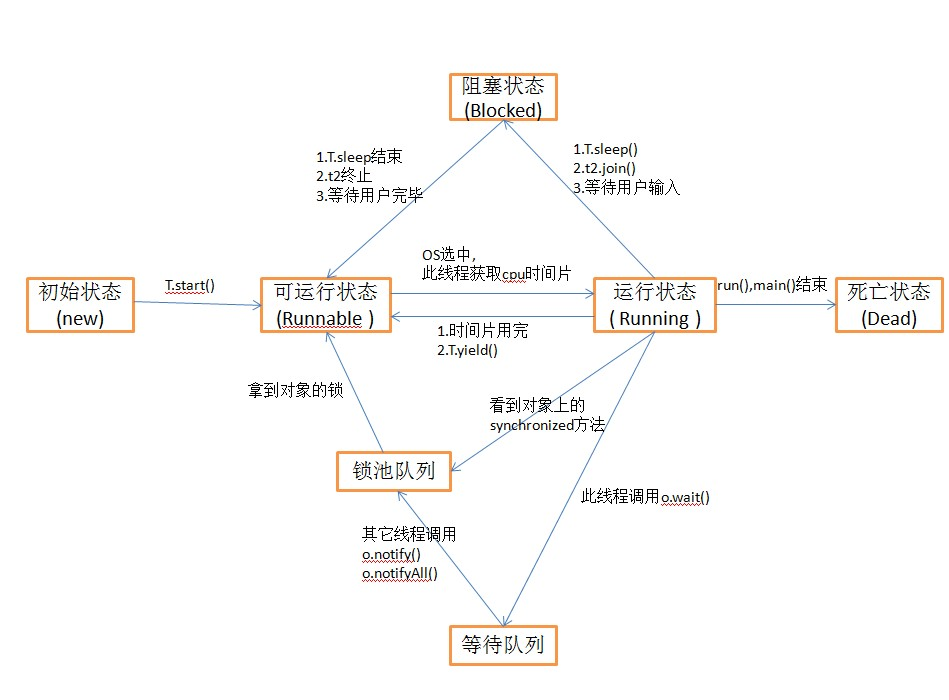 阻塞状态
(Blocked)
1.T.sleep结束
2.t2终止
3.等待用户完毕
1.T.sleep()
2.t2.join()
3.等待用户输入
OS选中,
此线程获取cpu时间片
初始状态
(new)
T.start()
可运行状态
(Runnable )
运行状态
( Running )
run(),main()结束
死亡状态
(Dead)
1.时间片用完
2.T.yield()
拿到对象的锁
看到对象上的
synchronized方法
锁池队列
此线程调用o.wait()
其它线程调用
o.notify()
o.notifyAll()
等待队列